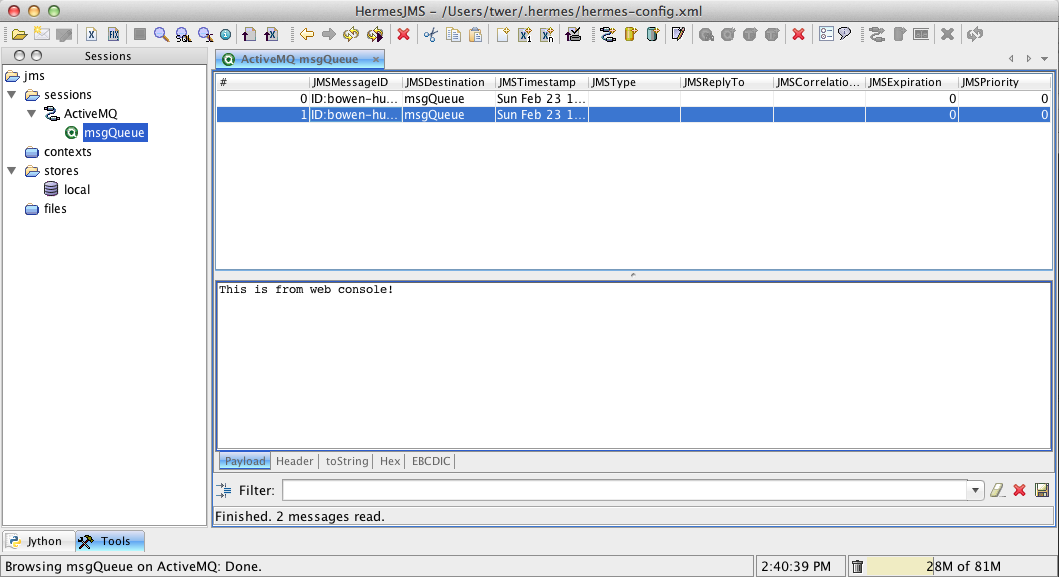 HermesJMS – /Users/twer/.hermes/hermes-config.xml
Sessions
jms
sessions
ActiveMQ
msgQueue
contexts
stores
local
files
ActiveMQ msgQueue
# JMSMessageID JMSDestination JMSTimestamp JMSType JMSReplyTo JMSCorrelatio... JMSExpiration JMSPriority
0 ID:bowen-hu... msgQueue Sun Feb 23 1... 0 0
1 ID:bowen-hu... msgQueue Sun Feb 23 1... 0 0
This is from web console!
Payload Header toString Hex EBCDIC
Filter:
Finished. 2 messages read.
Jython Tools
Browsing msgQueue on ActiveMQ: Done. 2:40:39 PM 28M of 81M